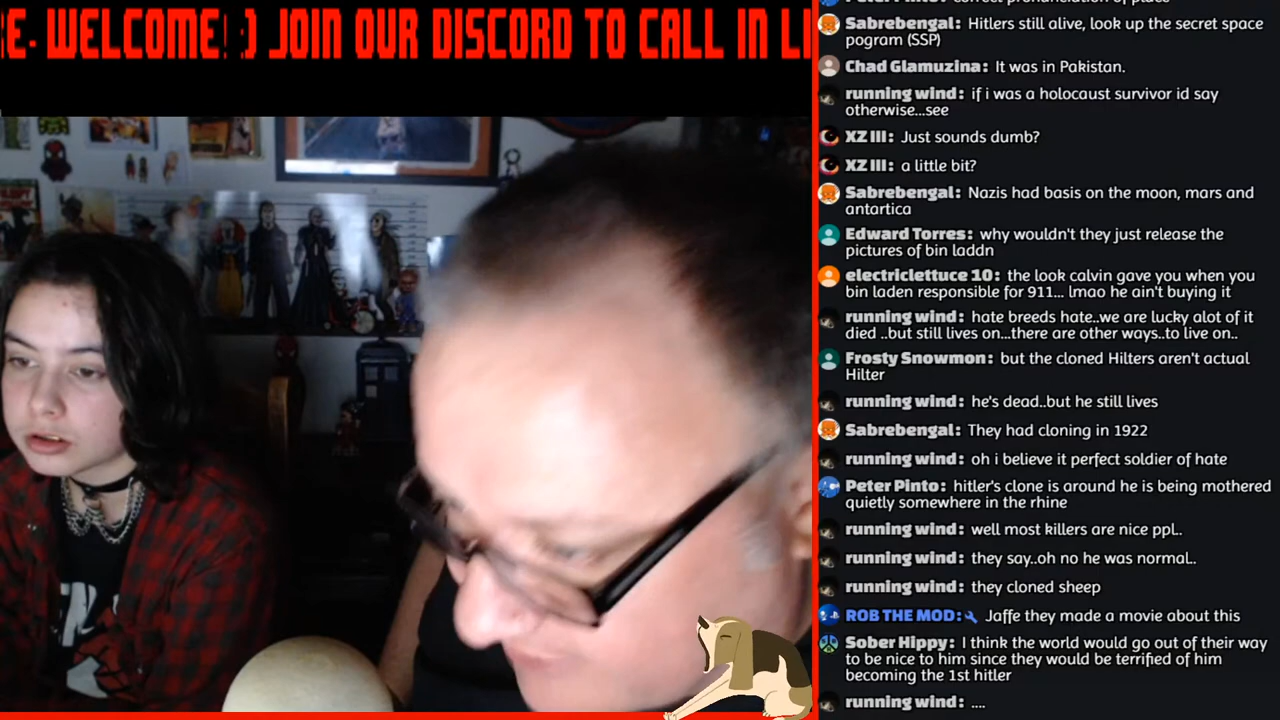 E. WELCOME! :) JOIN OUR DISCORD TO CALL IN LI
Sabrebengal: Hitlers still alive, look up the secret space
pogram (SSP)
Chad Glamuzina: It was in Pakistan.
running wind: if i was a holocaust survivor id say
otherwise...see
XZ III: Just sounds dumb?
XZ III: a little bit?
Sabrebengal: Nazis had basis on the moon, mars and
antartica
Edward Torres: why wouldn't they just release the
pictures of bin laddn
electriclettuce 10: the look calvin gave you when you
bin laden responsible for 911... lmao he ain't buying it
running wind: hate breeds hate..we are lucky alot of it
died ..but still lives on...there are other ways..to live on..
Frosty Snowmon: but the cloned Hilters aren't actual
Hilter
running wind: he's dead..but he still lives
Sabrebengal: They had cloning in 1922
running wind: oh i believe it perfect soldier of hate
Peter Pinto: hitler's clone is around he is being mothered
quietly somewhere in the rhine
running wind: well most killers are nice ppl..
running wind: they say..oh no he was normal..
running wind: they cloned sheep
ROB THE MOD: Jaffe they made a movie about this
Sober Hippy: I think the world would go out of their way
to be nice to him since they would be terrified of him
becoming the 1st hitler
running wind: ....